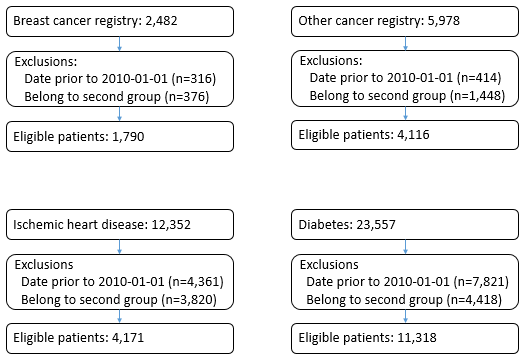 Breast cancer registry: 2,482
Exclusions:
Date prior to 2010-01-01 (n=316)
Belong to second group (n=376)
Eligible patients: 1,790
Other cancer registry: 5,978
Exclusions:
Date prior to 2010-01-01 (n=414)
Belong to second group (n=1,448)
Eligible patients: 4,116
Ischemic heart disease: 12,352
Exclusions
Date prior to 2010-01-01 (n=4,361)
Belong to second group (n=3,820)
Eligible patients: 4,171
Diabetes: 23,557
Exclusions
Date prior to 2010-01-01 (n=7,821)
Belong to second group (n=4,418)
Eligible patients: 11,318